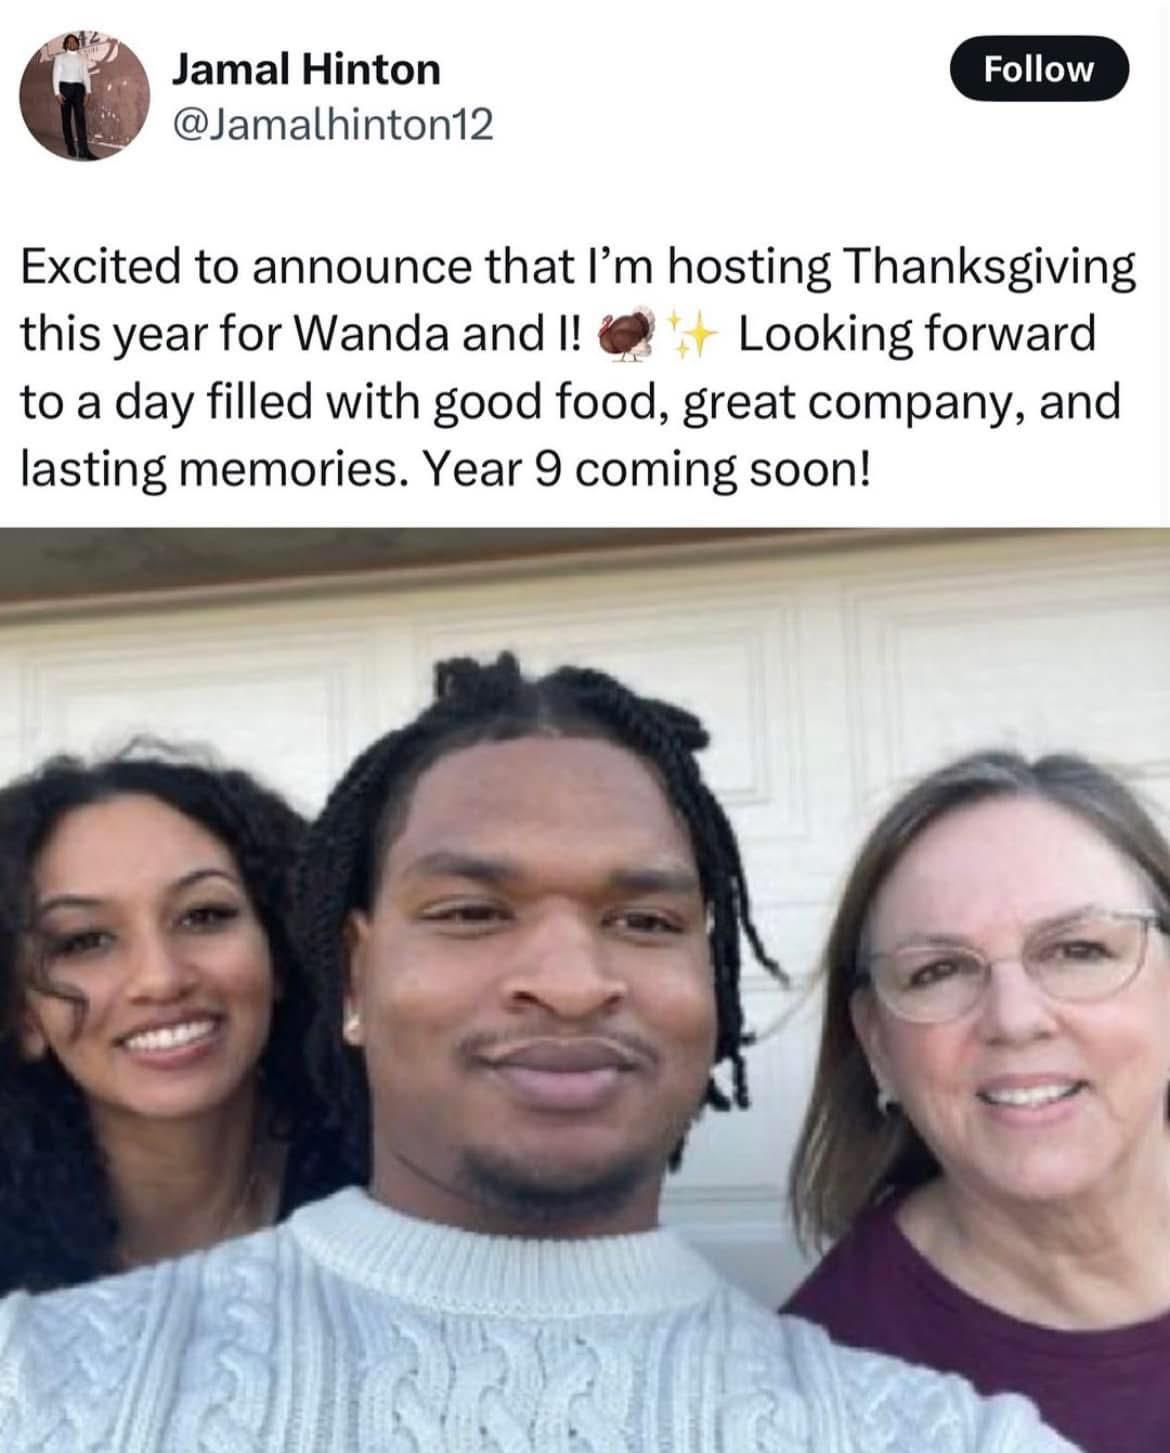 Jamal Hinton
Follow
@Jamalhinton12
Excited to announce that I’m hosting Thanksgiving
this year for Wanda and I! 🦃✨ Looking forward
to a day filled with good food, great company, and
lasting memories. Year 9 coming soon!